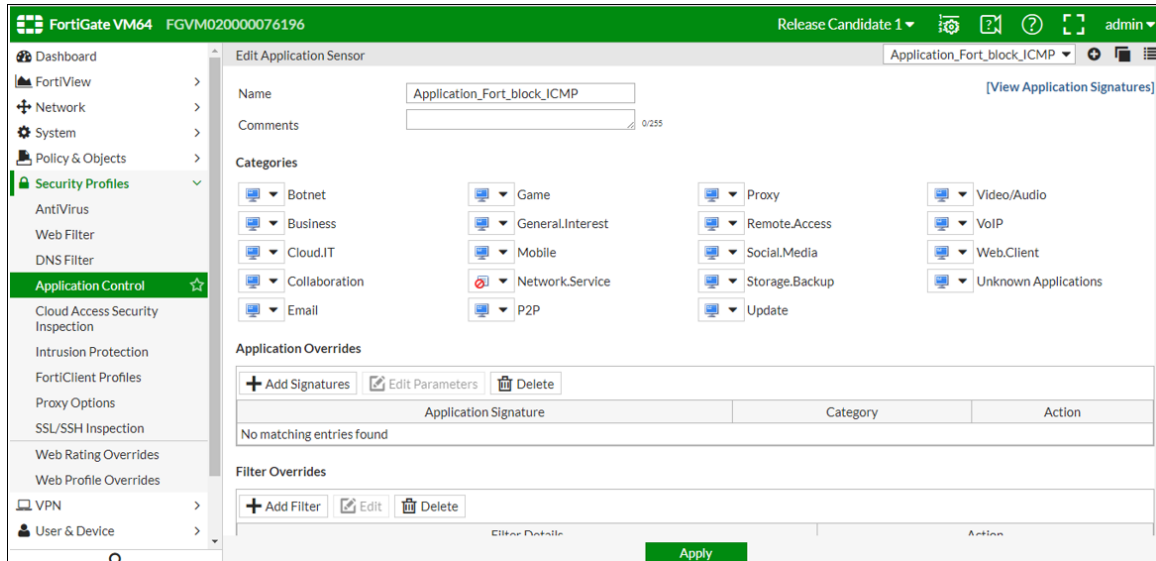 FortiGate VM64 FGVM020000076196 Release Candidate 1 admin
Dashboard
FortiView
Network
System
Policy & Objects
Security Profiles
AntiVirus
Web Filter
DNS Filter
Application Control
Cloud Access Security
Inspection
Intrusion Protection
FortiClient Profiles
Proxy Options
SSL/SSH Inspection
Web Rating Overrides
Web Profile Overrides
VPN
User & Device
Edit Application Sensor Application_Fort_block_ICMP
Name Application_Fort_block_ICMP [View Application Signatures]
Comments 0/255
Categories
Botnet Game Proxy Video/Audio
Business General.Interest Remote.Access VoIP
Cloud.IT Mobile Social.Media Web.Client
Collaboration Network.Service Storage.Backup Unknown Applications
Email P2P Update
Application Overrides
Add Signatures Edit Parameters Delete
Application Signature Category Action
No matching entries found
Filter Overrides
Add Filter Edit Delete
Filter Details Action
Apply